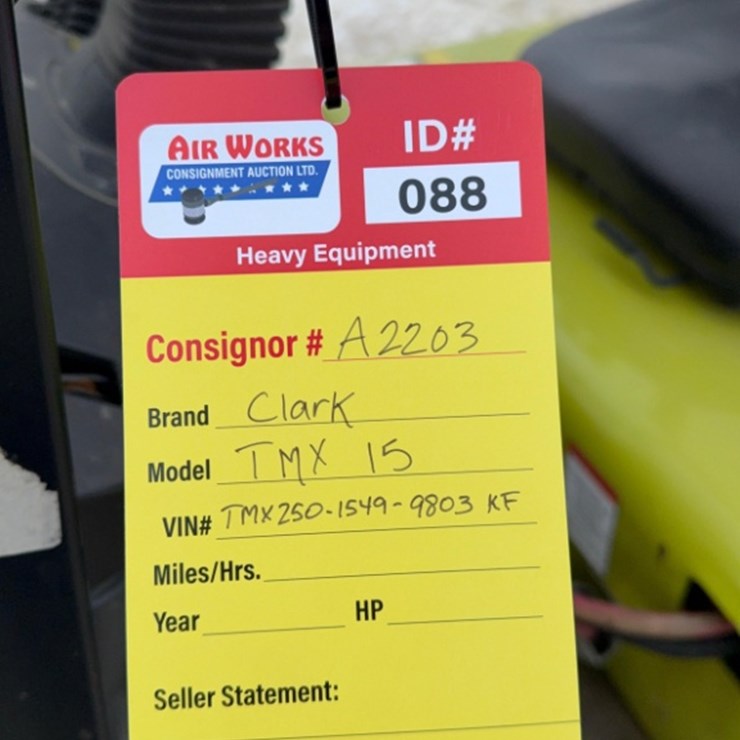 AIR WORKS
CONSIGNMENT AUCTION LTD.
ID#
088
Heavy Equipment
Consignor # A2203
Brand Clark
Model TMX 15
VIN# TMX250-1549-9803 KF
Miles/Hrs.
Year HP
Seller Statement: